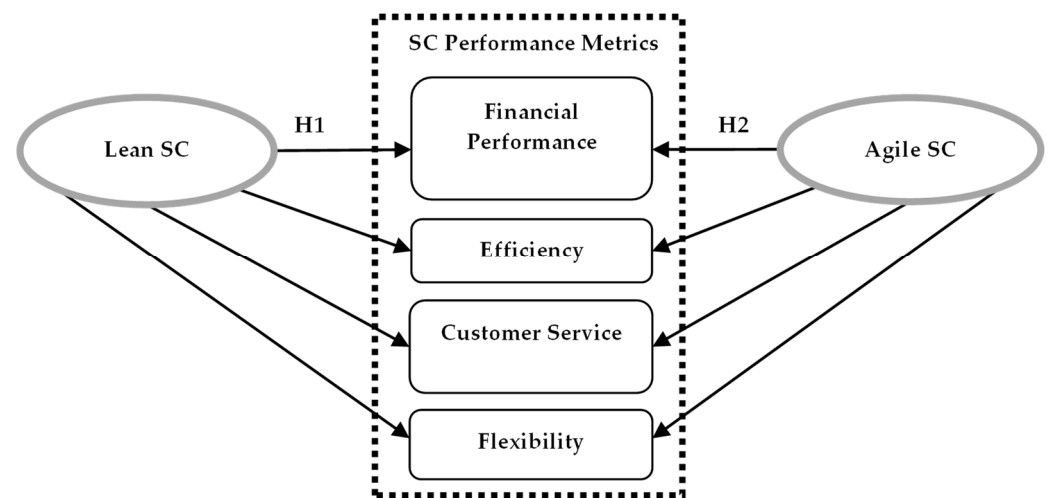 SC Performance Metrics
Financial
Performance
H1
H2
Lean SC
Agile SC
Efficiency
Customer Service
Flexibility